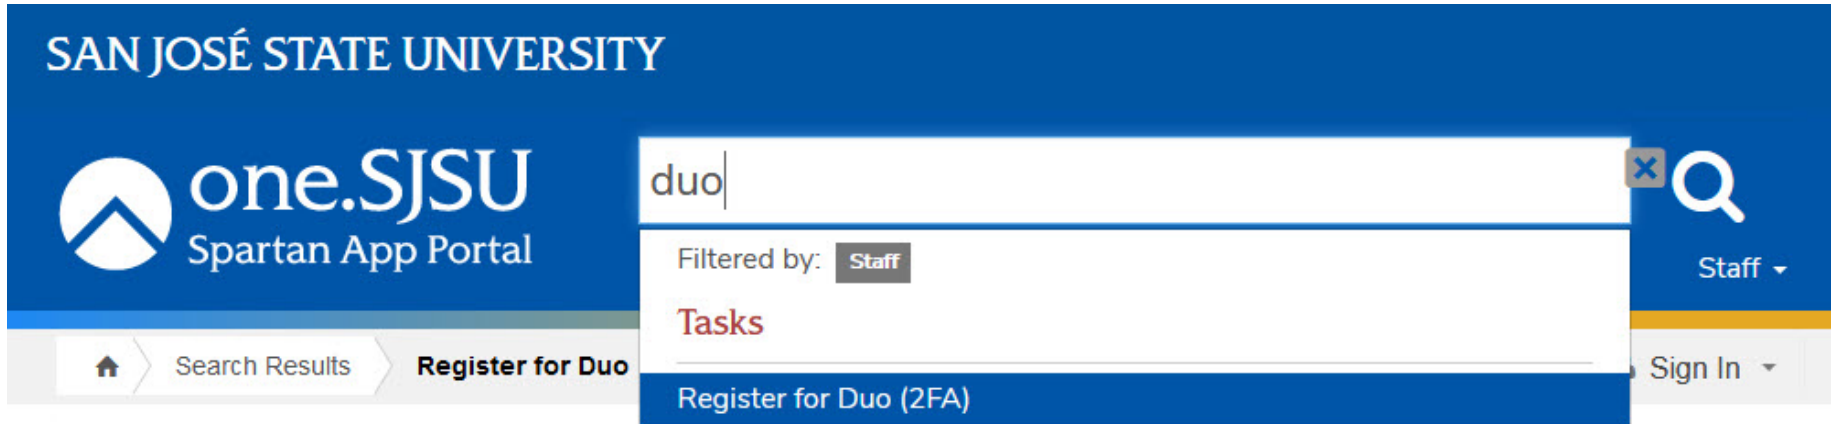 SAN JOSÉ STATE UNIVERSITY
one.SJSU
Spartan App Portal
duo
Filtered by: Staff
Staff
Tasks
Search Results
Register for Duo
Sign In
Register for Duo (2FA)